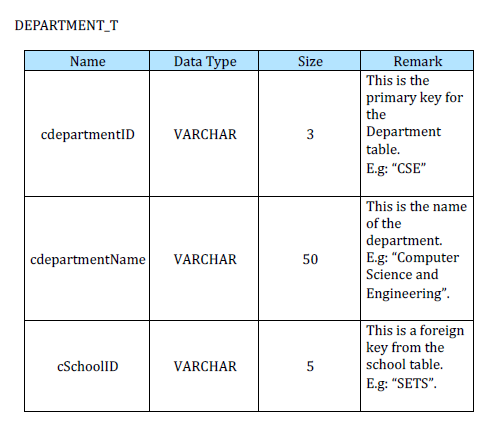 DEPARTMENT_T
Name Data Type Size Remark
cdepartmentID VARCHAR 3
This is the
primary key for
the
Department
table.
E.g: “CSE”
cdepartmentName VARCHAR 50
This is the name
of the
department.
E.g: “Computer
Science and
Engineering”.
cSchoolID VARCHAR 5
This is a foreign
key from the
school table.
E.g: “SETS”.